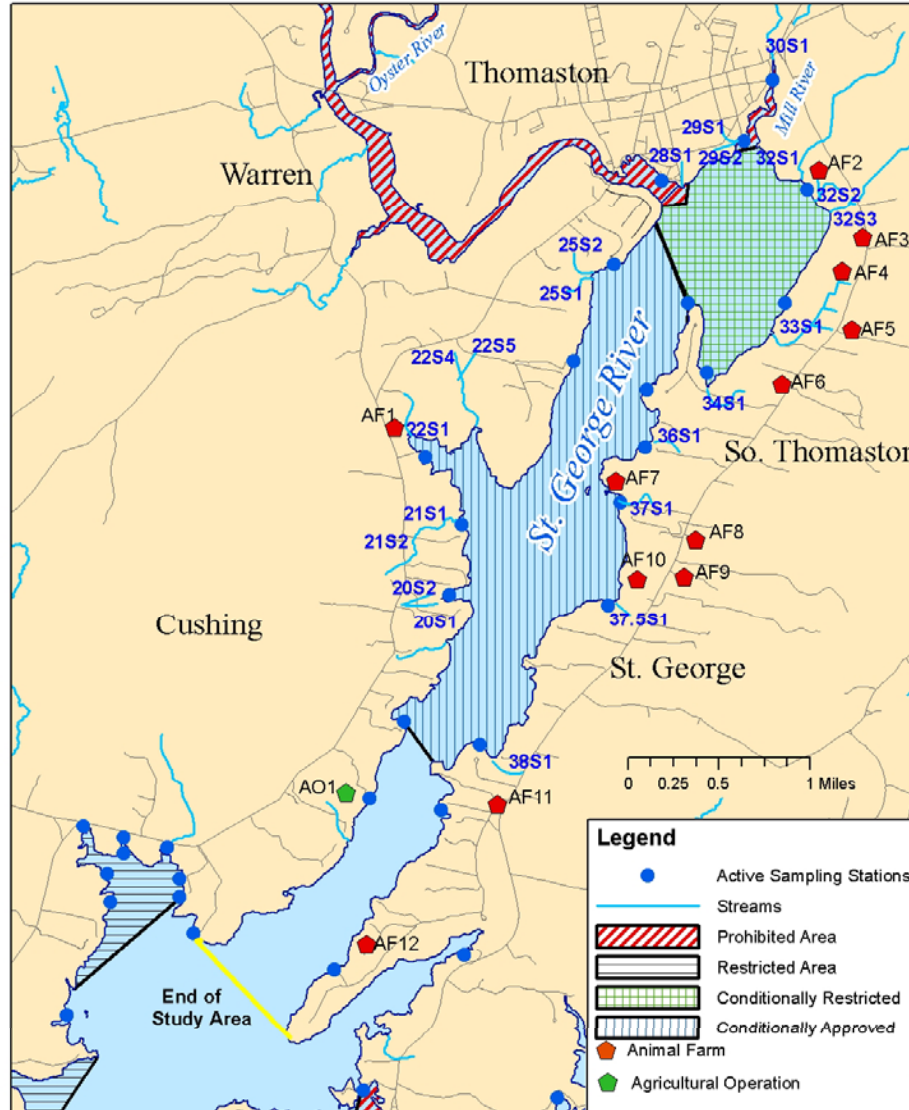 30S1
Oyster River
Thomaston
Mill River
29S1
28S1
29S2
32S1
AF2
Warren
32S2
32S3
AF3
25S2
AF4
25S1
33S1
AF5
22S4
22S5
St. George River
AF6
34S1
AF1
22S1
36S1
So. Thomaston
AF7
37S1
21S1
21S2
AF8
AF10
AF9
20S2
20S1
37.5S1
Cushing
St. George
38S1
0 0.25 0.5 1 Miles
AO1
AF11
AF12
End of
Study Area
Legend
Active Sampling Stations
Streams
Prohibited Area
Restricted Area
Conditionally Restricted
Conditionally Approved
Animal Farm
Agricultural Operation